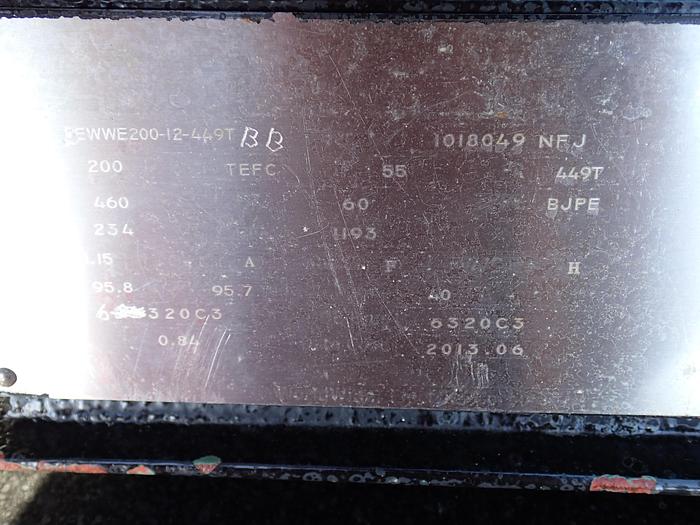 EWWE200-12-449T BB 1018049 NFJ
200 TEFC 55 449T
460 60 BJPE
234 1193
.15 A F H
95.8 95.7 40
6320C3 6320C3
0.84 2013.06